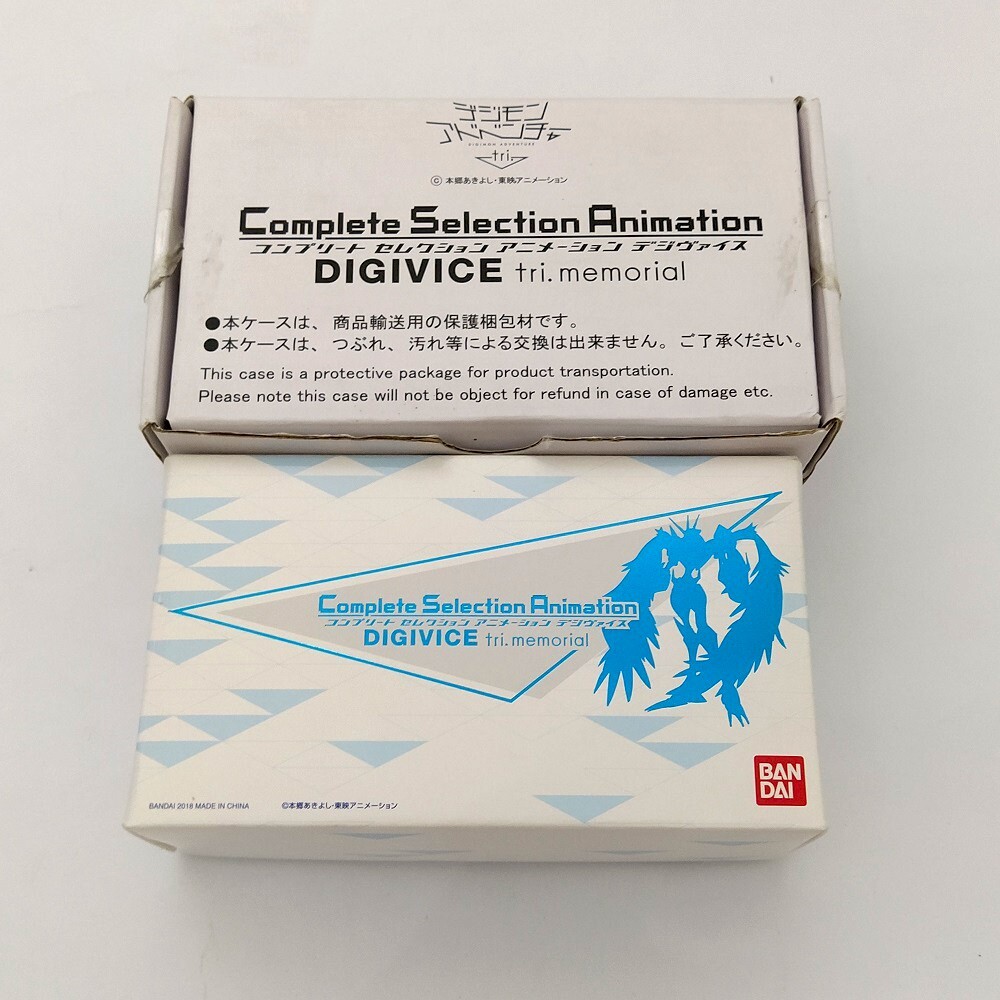 デジモン
アドベンチャー
DIGIMON ADVENTURE
tri.
© 本郷あきよし・東映アニメーション
Complete Selection Animation
コンプリート セレクション アニメーション デジヴァイス
DIGIVICE tri. memorial
●本ケースは、商品輸送用の保護梱包材です。
●本ケースは、つぶれ、汚れ等による交換は出来ません。ご了承ください。
This case is a protective package for product transportation.
Please note this case will not be object for refund in case of damage etc.
Complete Selection Animation
コンプリート セレクション アニメーション デジヴァイス
DIGIVICE tri. memorial
BAN
DAI
BANDAI 2018 MADE IN CHINA ©本郷あきよし・東映アニメーション